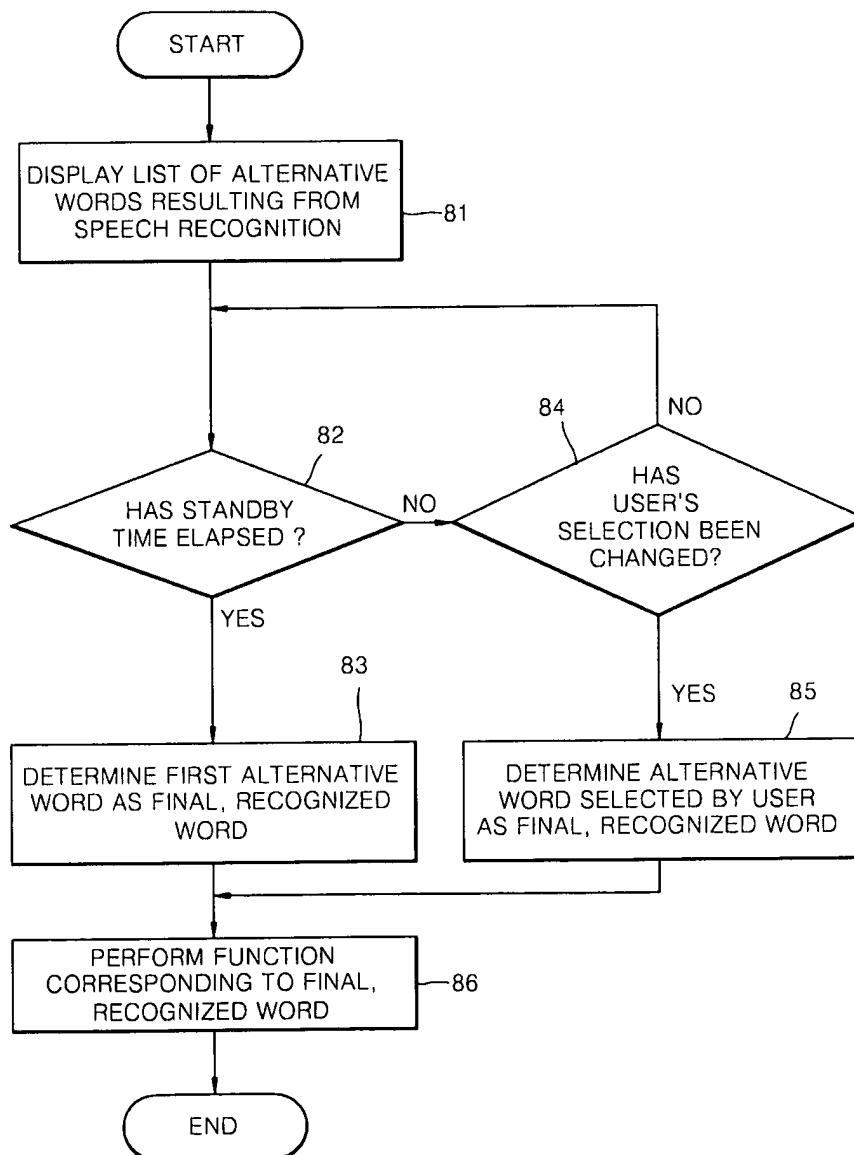 START
DISPLAY LIST OF ALTERNATIVE
WORDS RESULTING FROM
SPEECH RECOGNITION
81
82
HAS STANDBY
TIME ELAPSED ?
NO
YES
84
NO
HAS
USER'S
SELECTION BEEN
CHANGED?
YES
83
DETERMINE FIRST ALTERNATIVE
WORD AS FINAL, RECOGNIZED
WORD
85
DETERMINE ALTERNATIVE
WORD SELECTED BY USER
AS FINAL, RECOGNIZED WORD
PERFORM FUNCTION
CORRESPONDING TO FINAL,
RECOGNIZED WORD
86
END